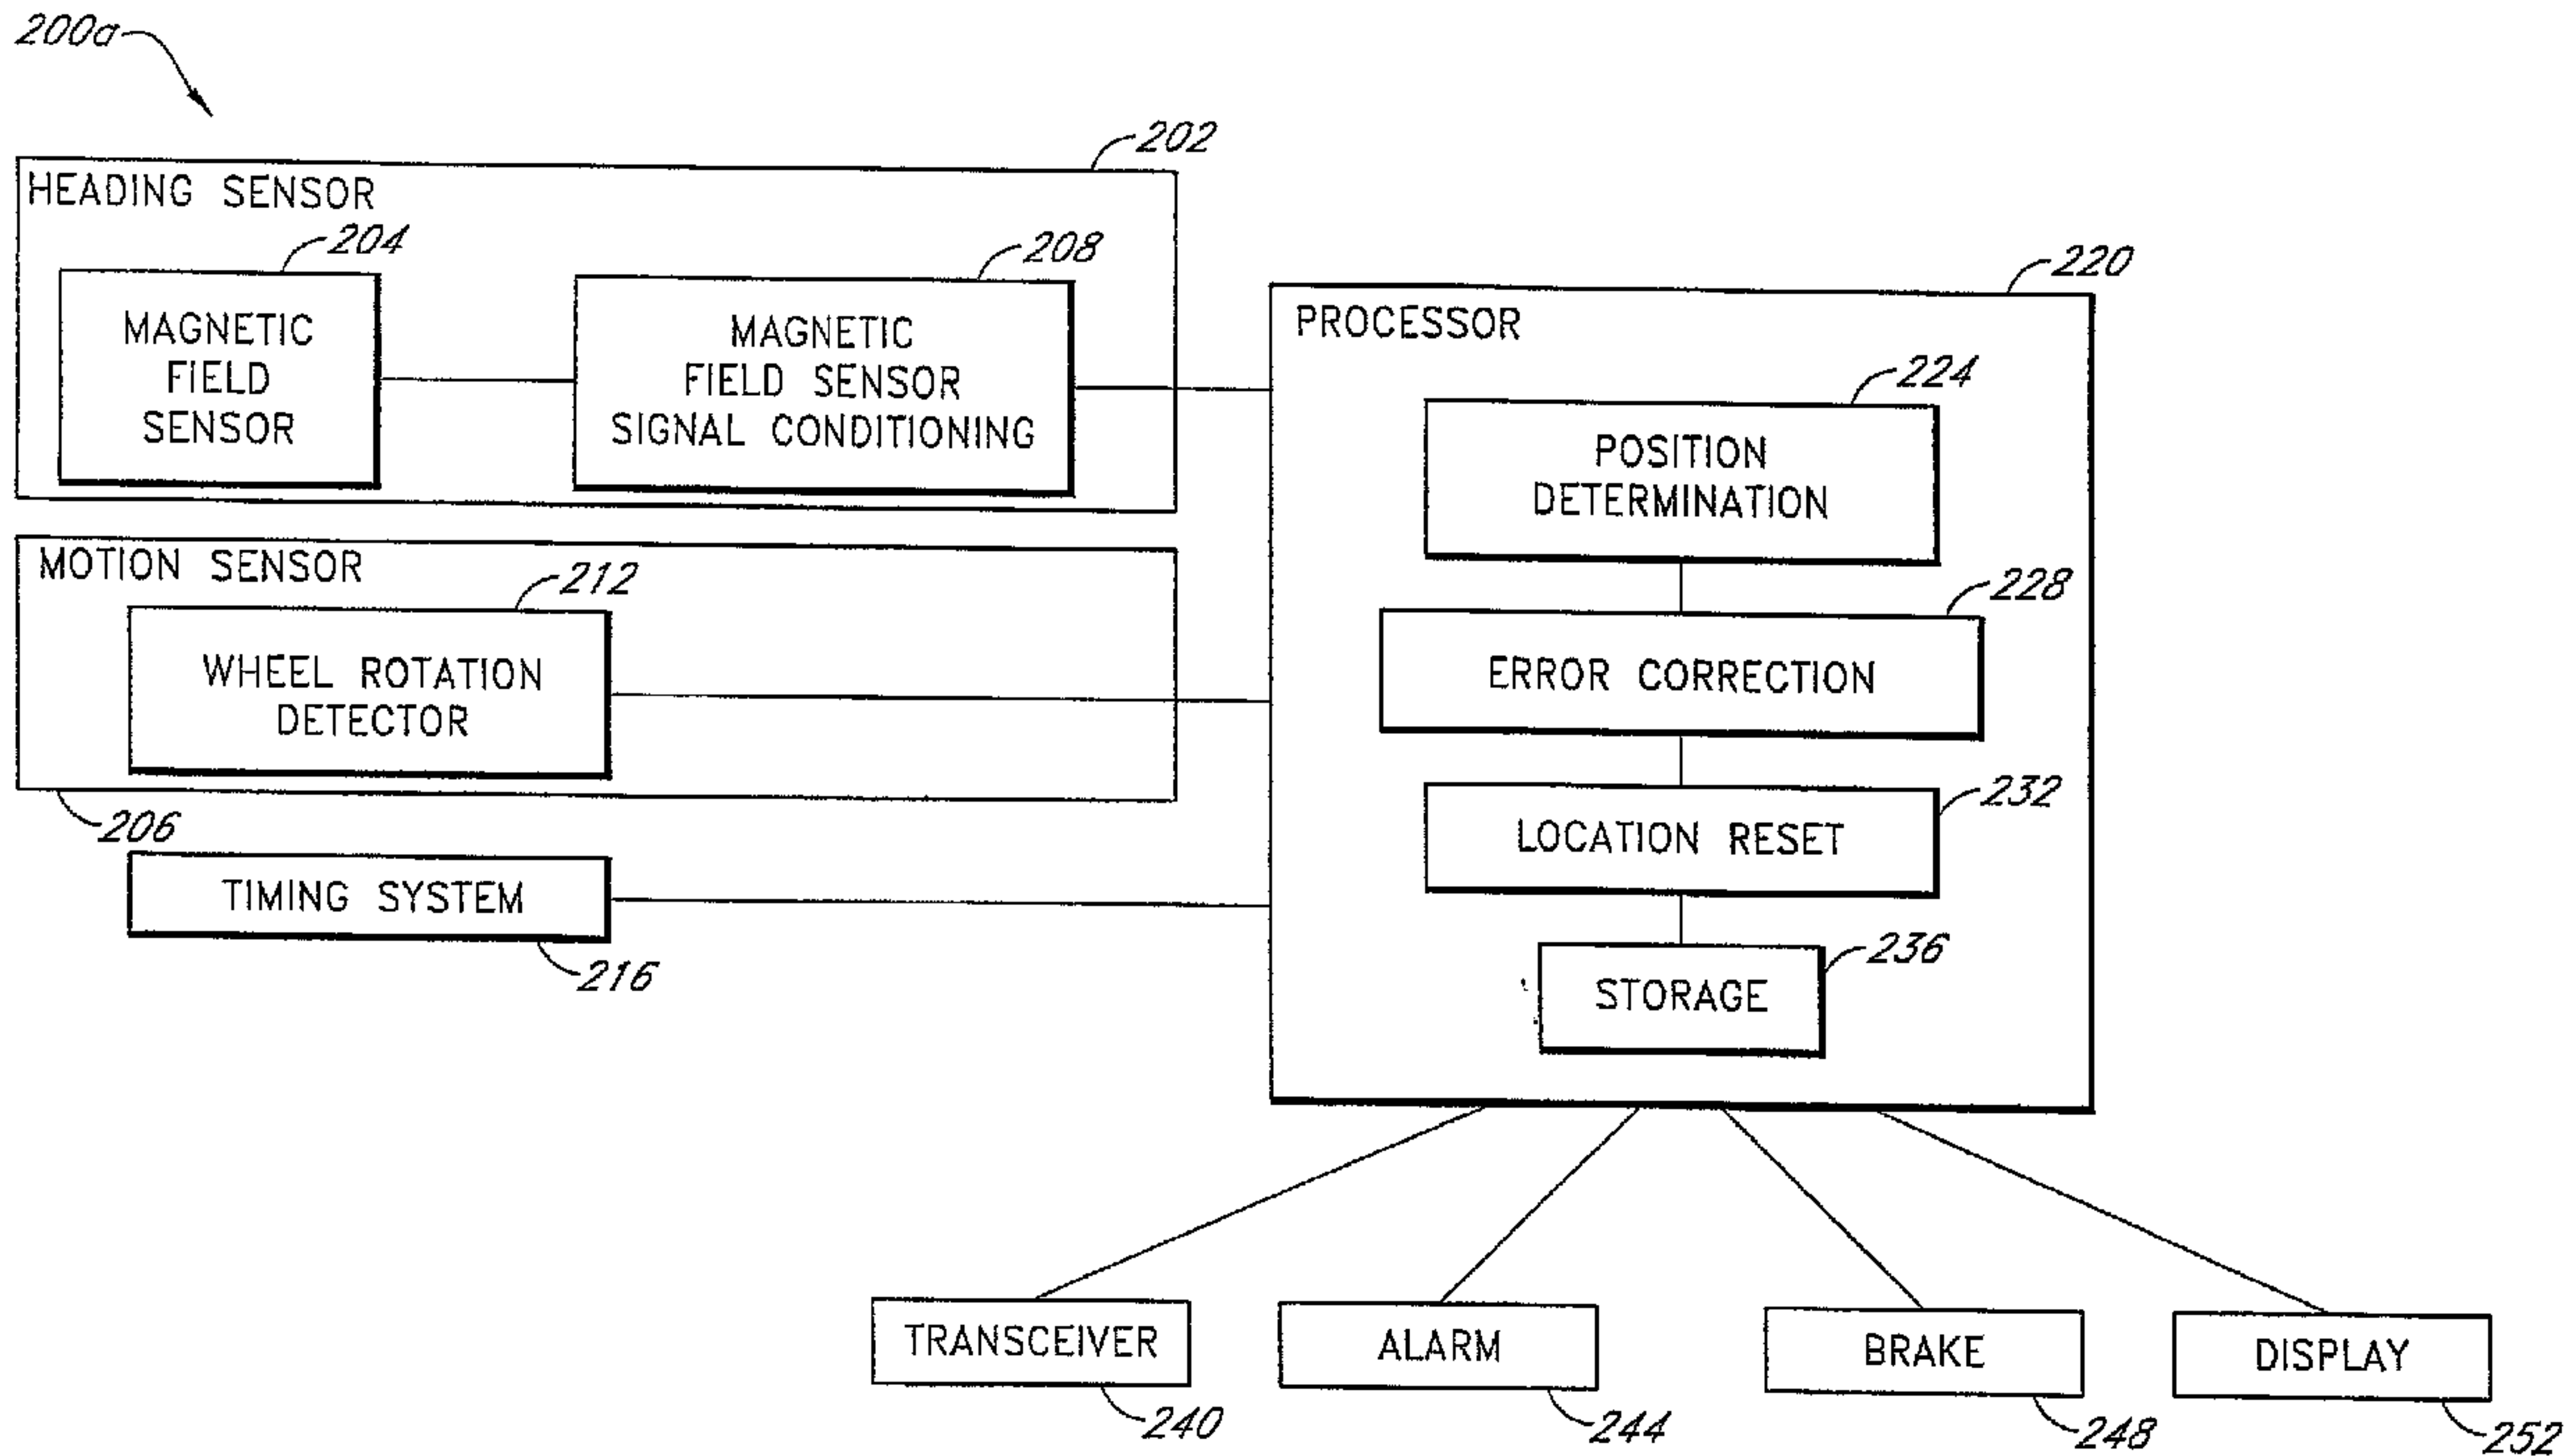 200a
202
HEADING SENSOR
204
208
MAGNETIC
FIELD
SENSOR
MAGNETIC
FIELD SENSOR
SIGNAL CONDITIONING
MOTION SENSOR
212
WHEEL ROTATION
DETECTOR
206
TIMING SYSTEM
216
220
PROCESSOR
224
POSITION
DETERMINATION
228
ERROR CORRECTION
232
LOCATION RESET
236
STORAGE
TRANSCEIVER
240
ALARM
244
BRAKE
248
DISPLAY
252